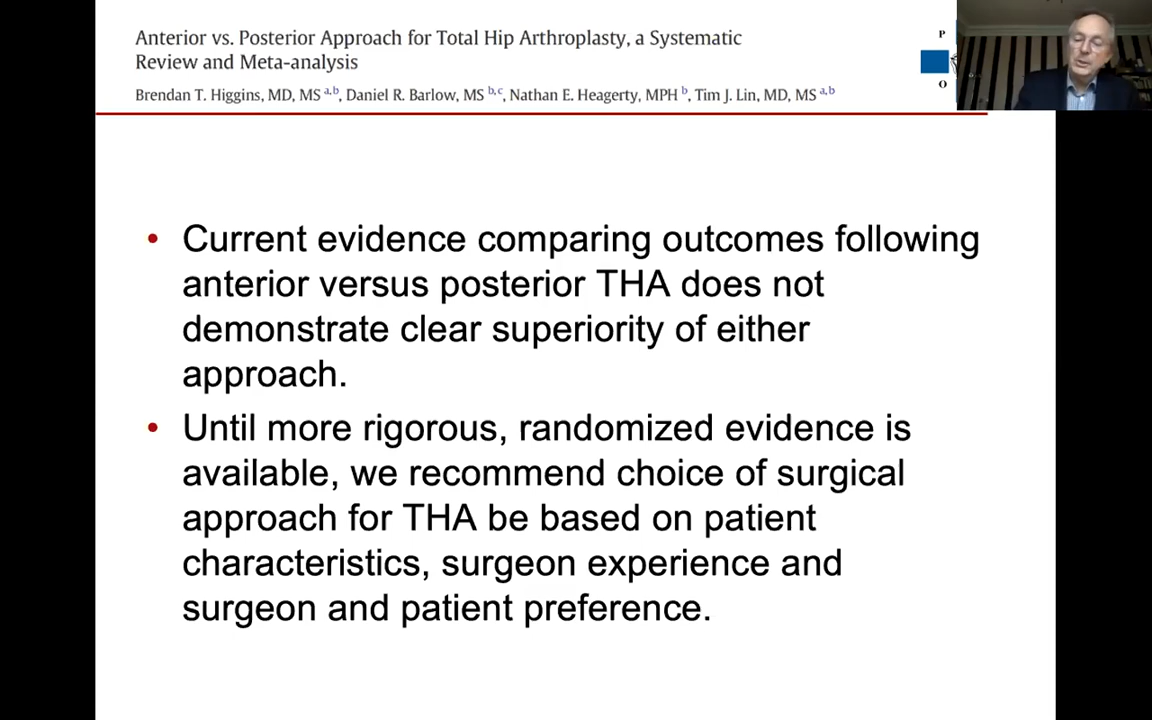 Anterior vs. Posterior Approach for Total Hip Arthroplasty, a Systematic
Review and Meta-analysis
Brendan T. Higgins, MD, MS a,b, Daniel R. Barlow, MS b,c, Nathan E. Heagerty, MPH b, Tim J. Lin, MD, MS a,b
P
O
• Current evidence comparing outcomes following
anterior versus posterior THA does not
demonstrate clear superiority of either
approach.
• Until more rigorous, randomized evidence is
available, we recommend choice of surgical
approach for THA be based on patient
characteristics, surgeon experience and
surgeon and patient preference.